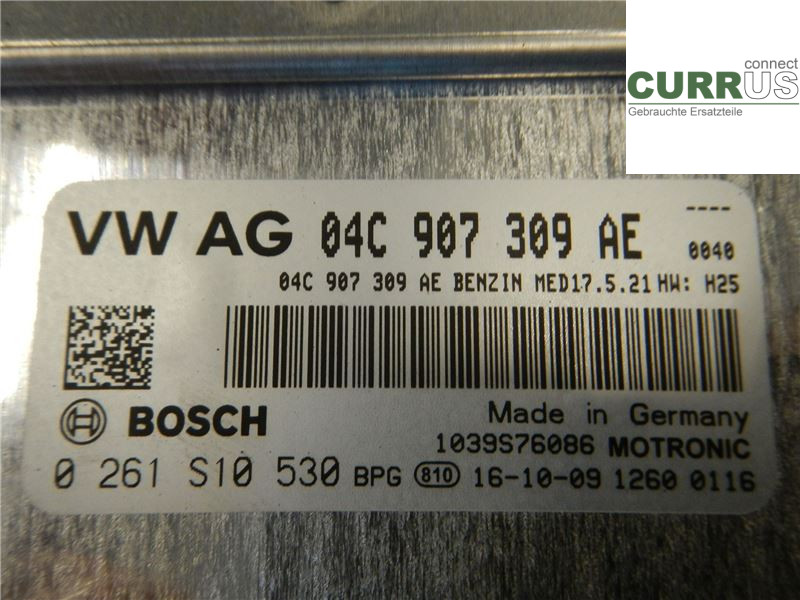 connect
CURRUS
Gebrauchte Ersatzteile
VW AG 04C 907 309 AE ----
0040
04C 907 309 AE BENZIN MED17.5.21 HW: H25
BOSCH
Made in Germany
1039S76086 MOTRONIC
0 261 S10 530 BPG 810 16-10-09 1260 0116